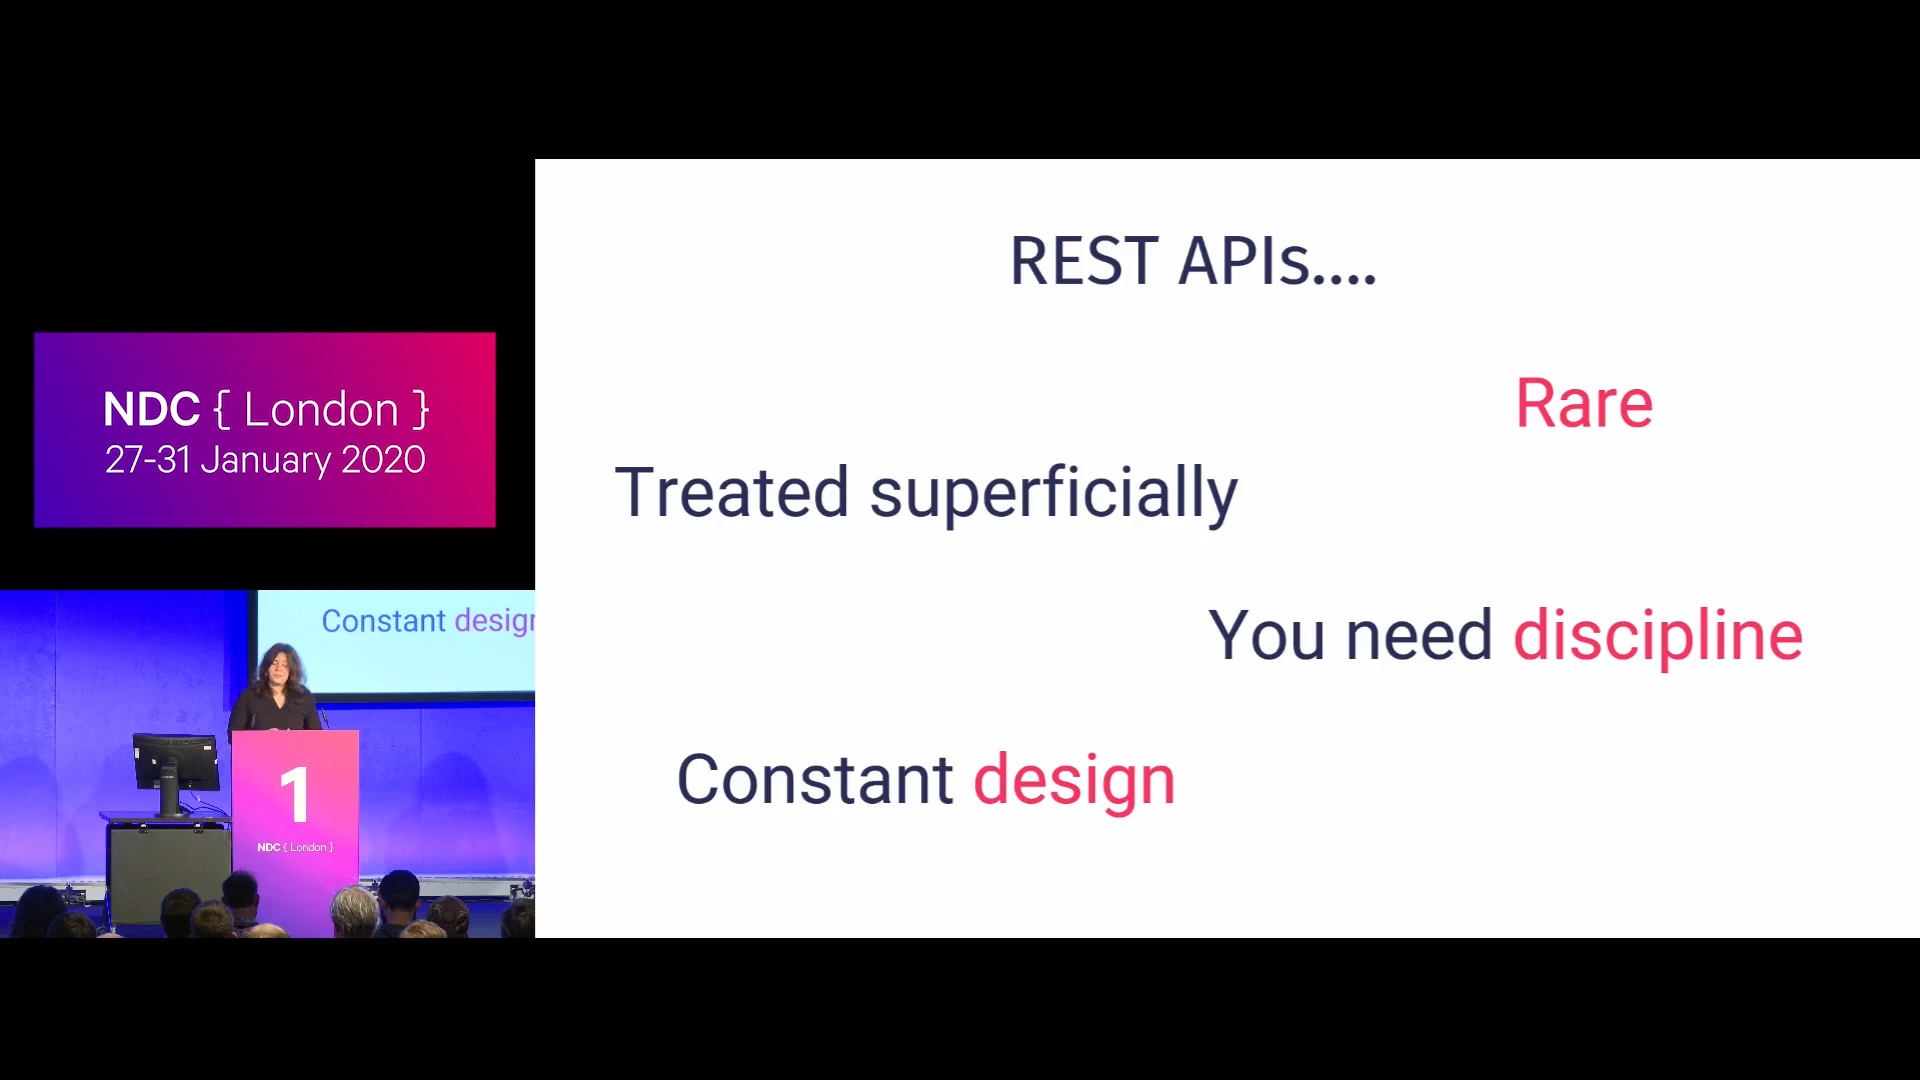 NDC { London }
27-31 January 2020
REST APIs....
Rare
Treated superficially
You need discipline
Constant design
Constant design
1
NDC { London }